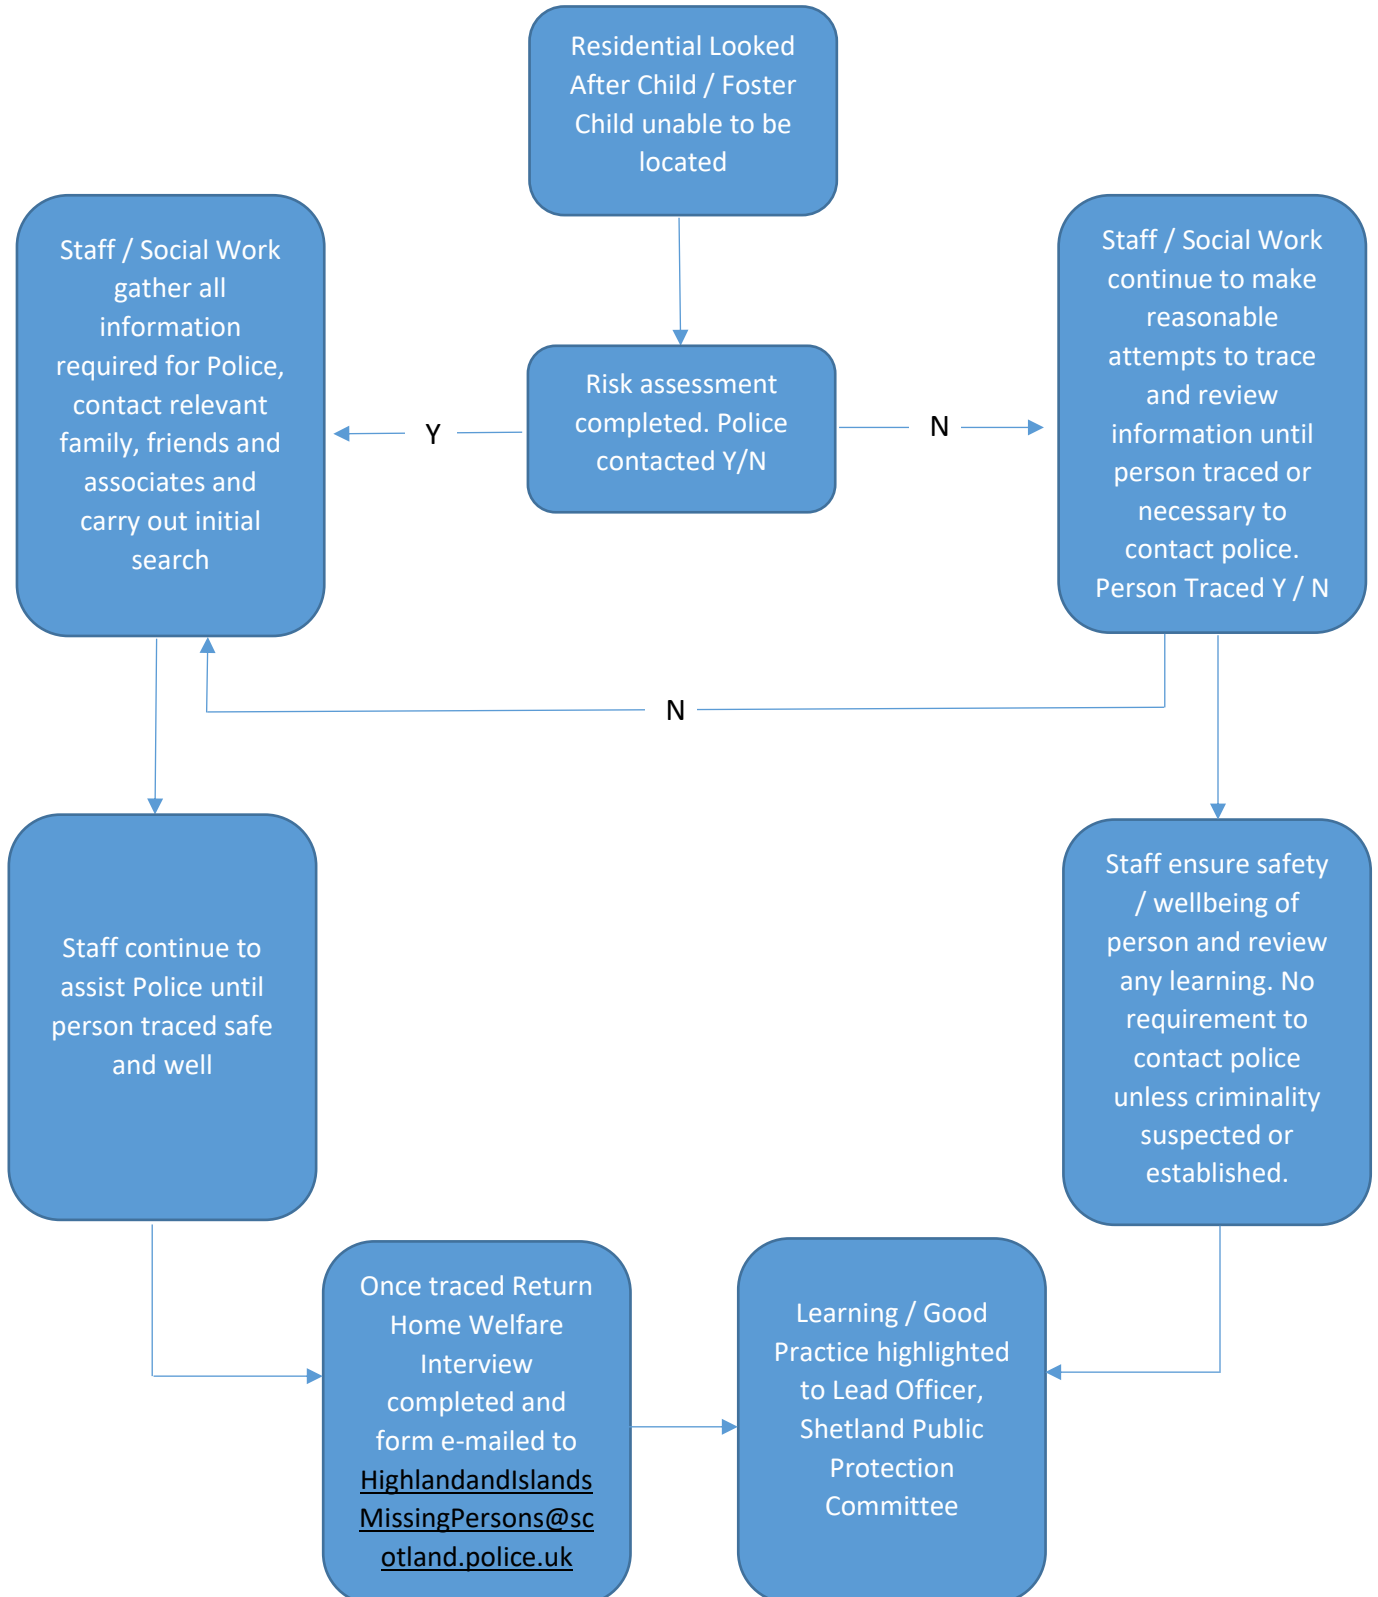 Residential Looked
After Child / Foster
Child unable to be
located
Staff / Social Work
gather all
information
required for Police,
contact relevant
family, friends and
associates and
carry out initial
search
Y
Risk assessment
completed. Police
contacted Y/N
N
Staff / Social Work
continue to make
reasonable
attempts to trace
and review
information until
person traced or
necessary to
contact police.
Person Traced Y / N
N
Staff continue to
assist Police until
person traced safe
and well
Staff ensure safety
/ wellbeing of
person and review
any learning. No
requirement to
contact police
unless criminality
suspected or
established.
Once traced Return
Home Welfare
Interview
completed and
form e-mailed to
HighlandandIslands
MissingPersons@sc
otland.police.uk
Learning / Good
Practice highlighted
to Lead Officer,
Shetland Public
Protection
Committee